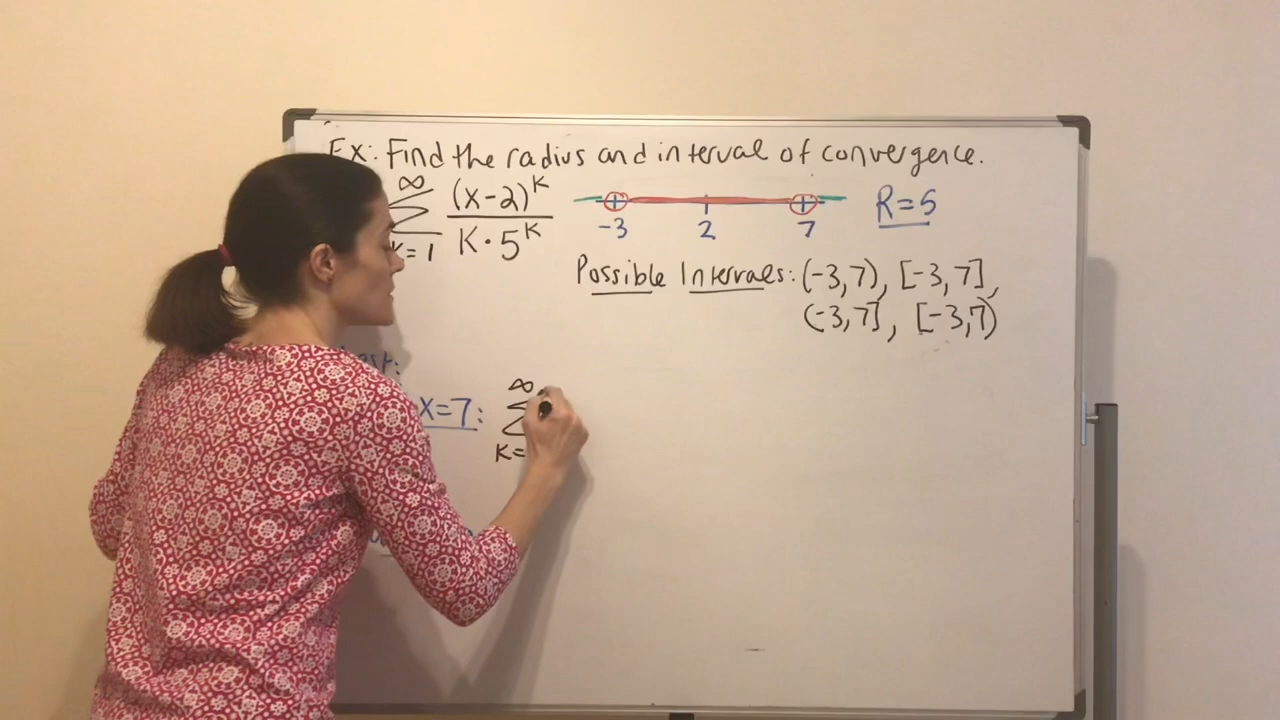 Ex: Find the radius and interval of convergence.
∞
Σ (x-2)^K / K·5^K
K=1
-3 2 7
R=5
Possible Intervals: (-3,7), [-3,7],
(-3,7], [-3,7)
x=7: ∞
Σ
K=